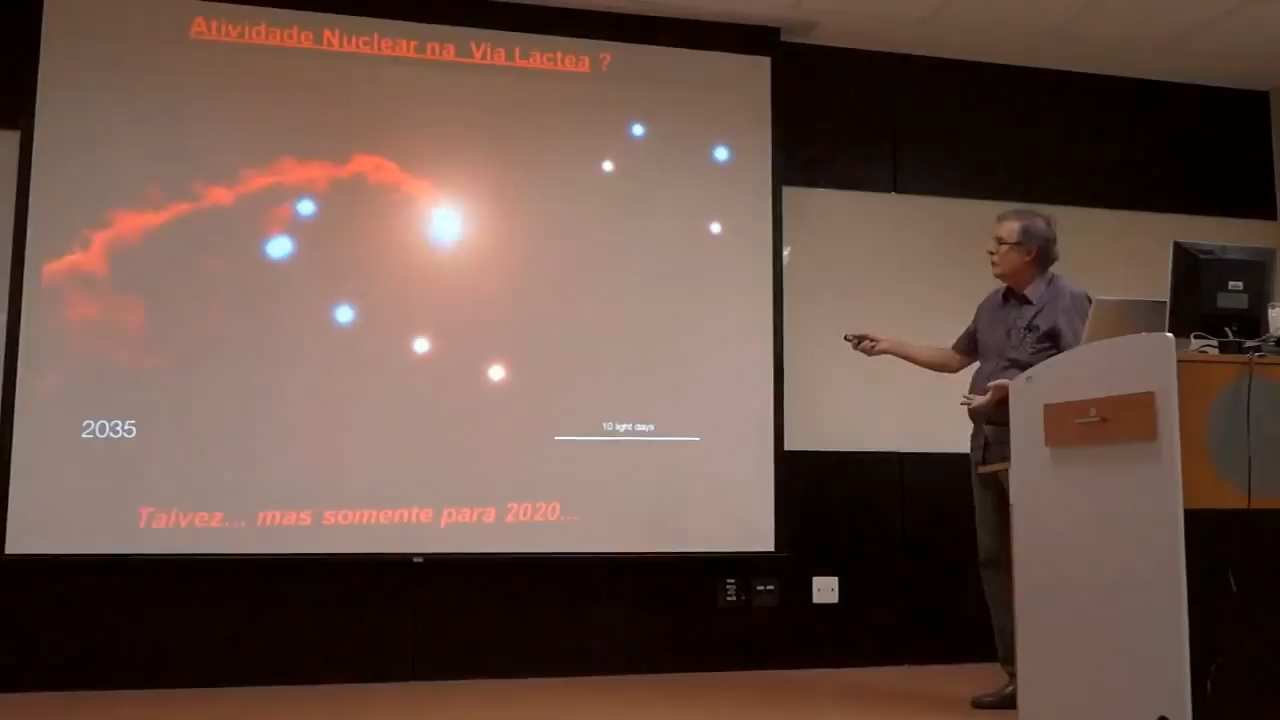 Atividade Nuclear na Via Lactea ?
2035
10 light days
Talvez... mas somente para 2020...